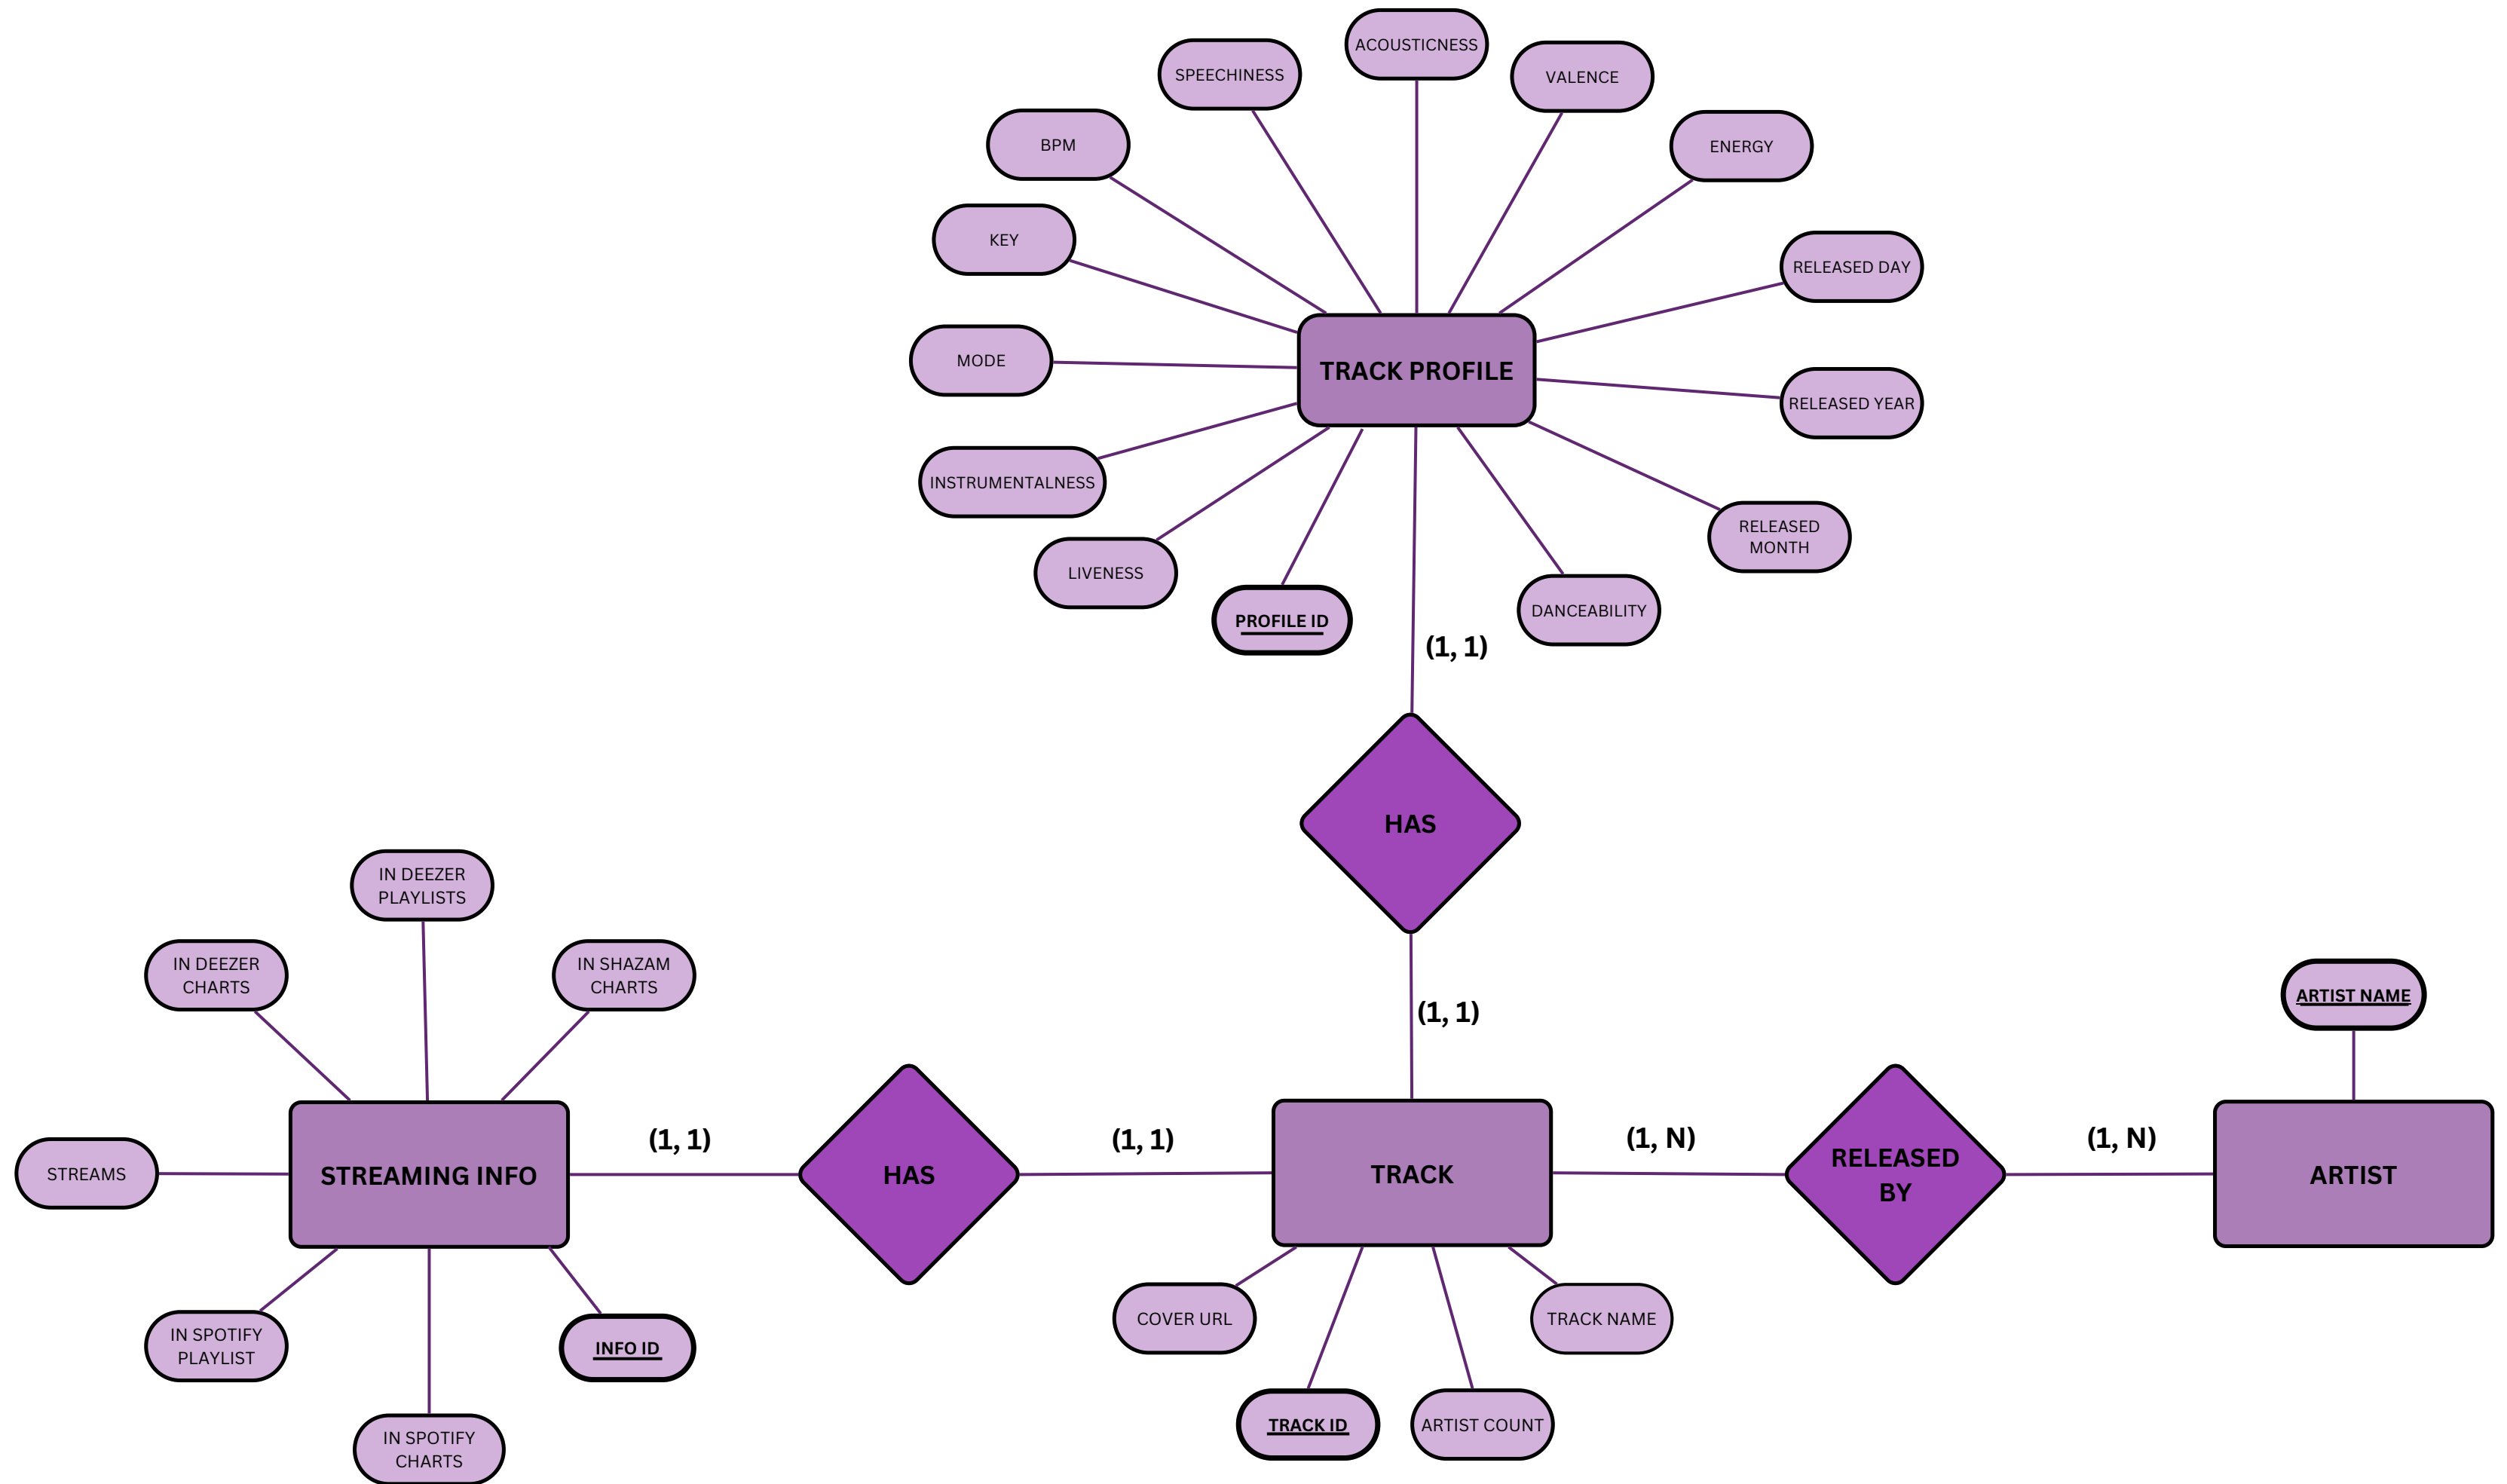 ACOUSTICNESS
SPEECHINESS
VALENCE
BPM
ENERGY
KEY
RELEASED DAY
MODE
TRACK PROFILE
RELEASED YEAR
INSTRUMENTALNESS
RELEASED
MONTH
LIVENESS
PROFILE ID
DANCEABILITY
(1, 1)
HAS
IN DEEZER
PLAYLISTS
IN DEEZER
CHARTS
IN SHAZAM
CHARTS
(1, 1)
ARTIST NAME
STREAMS
STREAMING INFO
(1, 1)
HAS
(1, 1)
TRACK
(1, N)
RELEASED
BY
(1, N)
ARTIST
IN SPOTIFY
PLAYLIST
INFO ID
COVER URL
TRACK NAME
IN SPOTIFY
CHARTS
TRACK ID
ARTIST COUNT